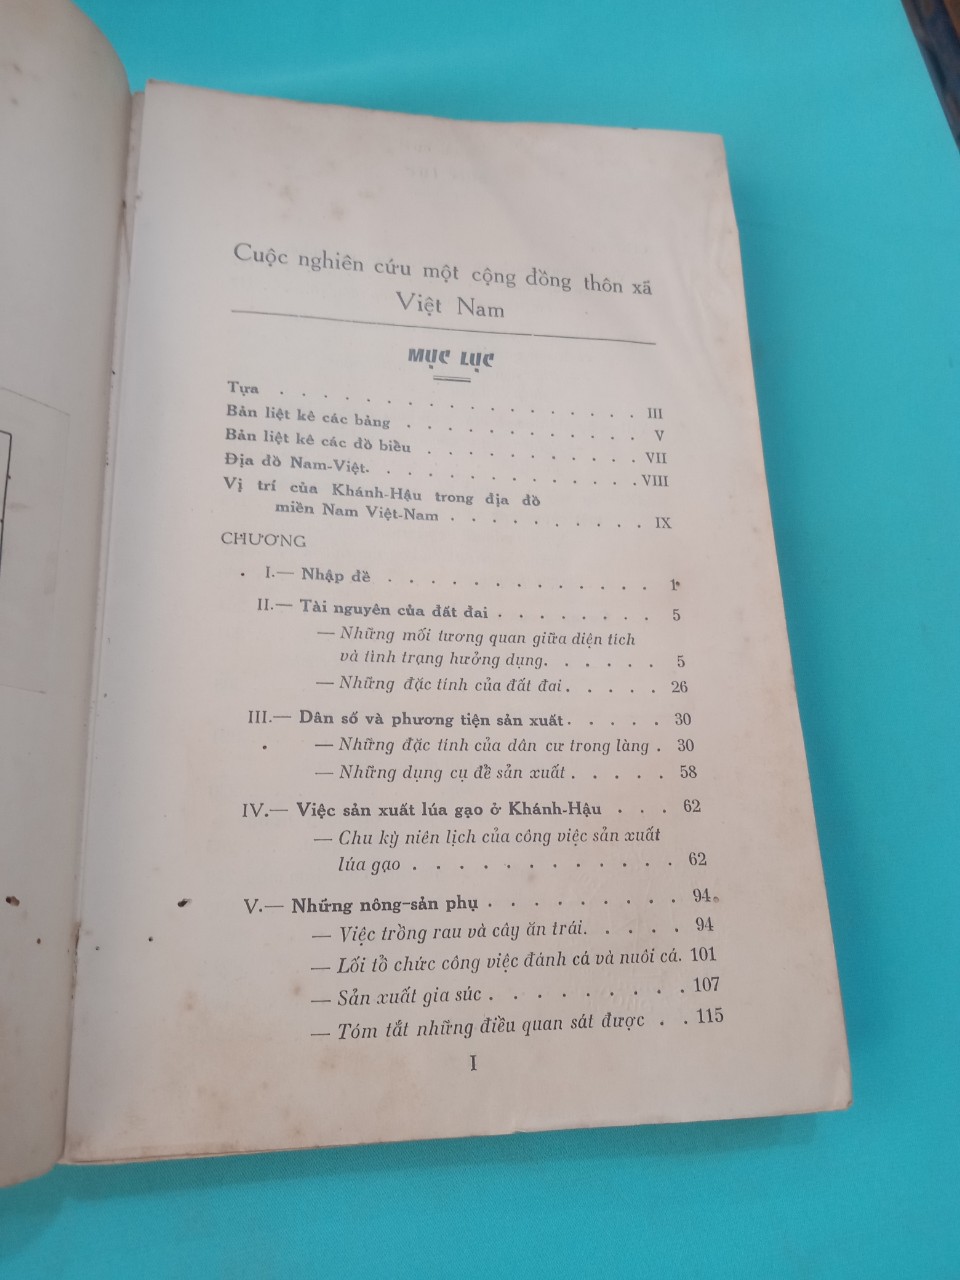 Cuộc nghiên cứu một cộng đồng thôn xã
Việt Nam
MỤC LỤC
Tựa . . . . . . . . . . . . . . . . . III
Bản liệt kê các bảng . . . . . . . . . . . V
Bản liệt kê các đồ biểu . . . . . . . . . . VII
Địa đồ Nam-Việt. . . . . . . . . . . . . VIII
Vị trí của Khánh-Hậu trong địa đồ
miền Nam Việt-Nam . . . . . . . . . . IX
CHƯƠNG
I.— Nhập đề . . . . . . . . . . . . . 1
II.— Tài nguyên của đất đai . . . . . . . . 5
— Những mối tương quan giữa diện tích
và tình trạng hưởng dụng. . . . . . 5
— Những đặc tính của đất đai . . . . . 26
III.— Dân số và phương tiện sản xuất . . . . . 30
— Những đặc tính của dân cư trong làng . 30
— Những dụng cụ để sản xuất . . . . . 58
IV.— Việc sản xuất lúa gạo ở Khánh-Hậu . . . 62
— Chu kỳ niên lịch của công việc sản xuất
lúa gạo . . . . . . . . . . . . 62
V.— Những nông-sản phụ . . . . . . . . . 94
— Việc trồng rau và cây ăn trái. . . . . 94
— Lối tổ chức công việc đánh cá và nuôi cá. 101
— Sản xuất gia súc . . . . . . . . . 107
— Tóm tắt những điều quan sát được . . 115
I